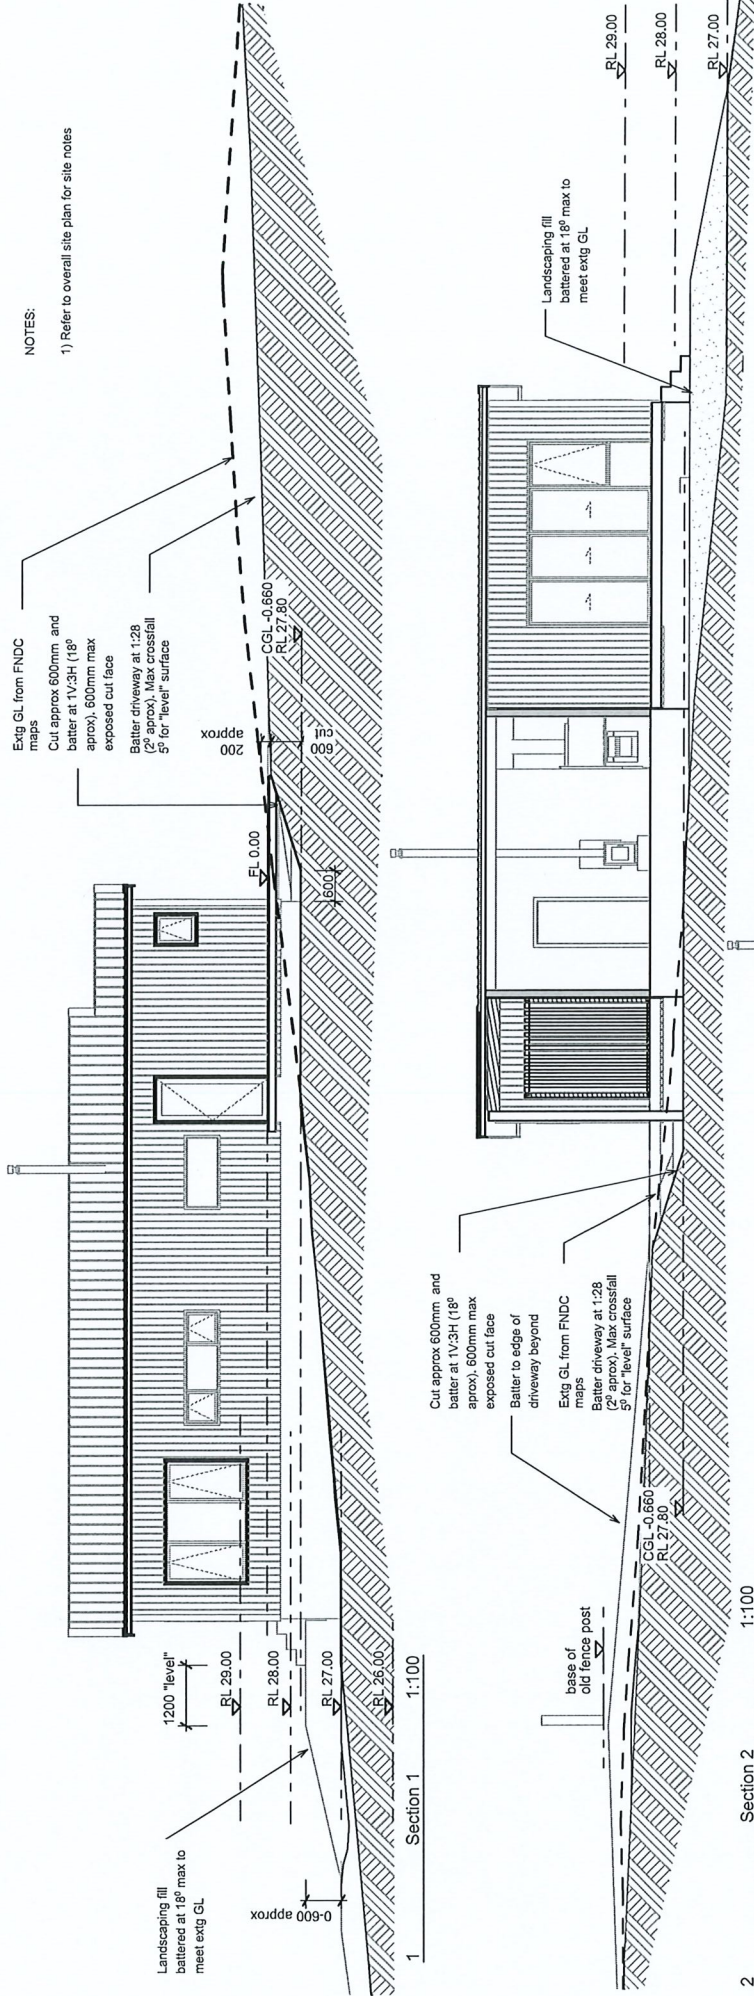 NOTES:
1) Refer to overall site plan for site notes
Extg GL from FNDC
maps
Cut approx 600mm and
batter at 1V:3H (18⁰
aprox). 600mm max
exposed cut face
Batter driveway at 1:28
(2⁰ aprox). Max crossfall
5⁰ for "level" surface
CGL -0.660
RL 27.80
200
approx
600
cut
FL 0.00
600
1200 "level"
RL 29.00
RL 28.00
RL 27.00
RL 26.00
Landscaping fill
battered at 18⁰ max to
meet extg GL
0-600 approx
1
Section 1
1:100
RL 29.00
RL 28.00
RL 27.00
Landscaping fill
battered at 18⁰ max to
meet extg GL
Cut approx 600mm and
batter at 1V:3H (18⁰
aprox). 600mm max
exposed cut face
Batter to edge of
driveway beyond
Extg GL from FNDC
maps
Batter driveway at 1:28
(2⁰ aprox). Max crossfall
5⁰ for "level" surface
CGL -0.660
RL 27.80
base of
old fence post
2
Section 2
1:100